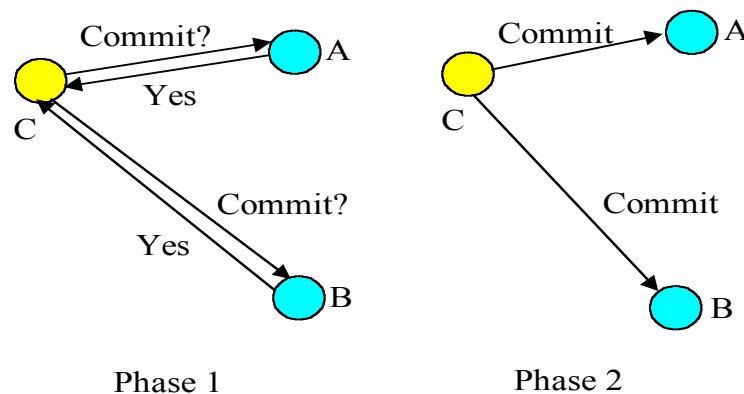 Commit?
A
Yes
C
Commit?
Yes
B
Phase 1
Commit
A
C
Commit
B
Phase 2